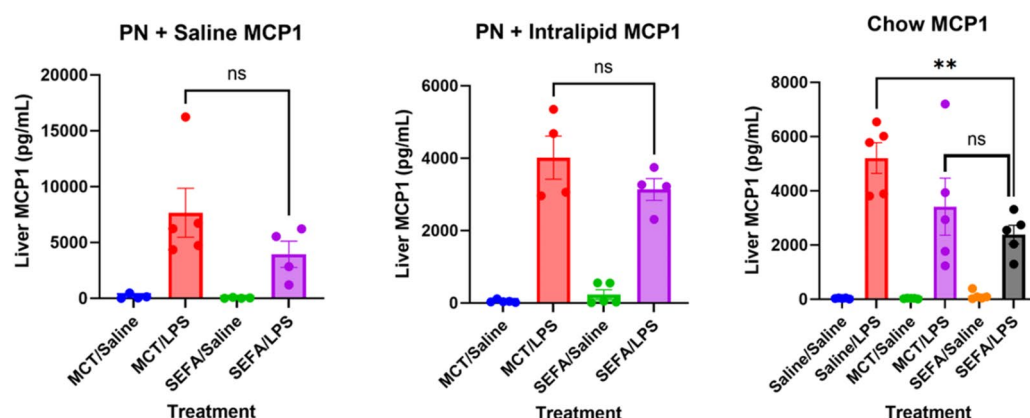 PN + Saline MCP1
Liver MCP1 (pg/mL)
20000
15000
10000
5000
0
ns
MCT/Saline
MCT/LPS
SEFA/Saline
SEFA/LPS
Treatment
PN + Intralipid MCP1
Liver MCP1 (pg/mL)
6000
4000
2000
0
ns
MCT/Saline
MCT/LPS
SEFA/Saline
SEFA/LPS
Treatment
Chow MCP1
Liver MCP1 (pg/mL)
8000
6000
4000
2000
0
**
ns
Saline/Saline
Saline/LPS
MCT/Saline
MCT/LPS
SEFA/Saline
SEFA/LPS
Treatment